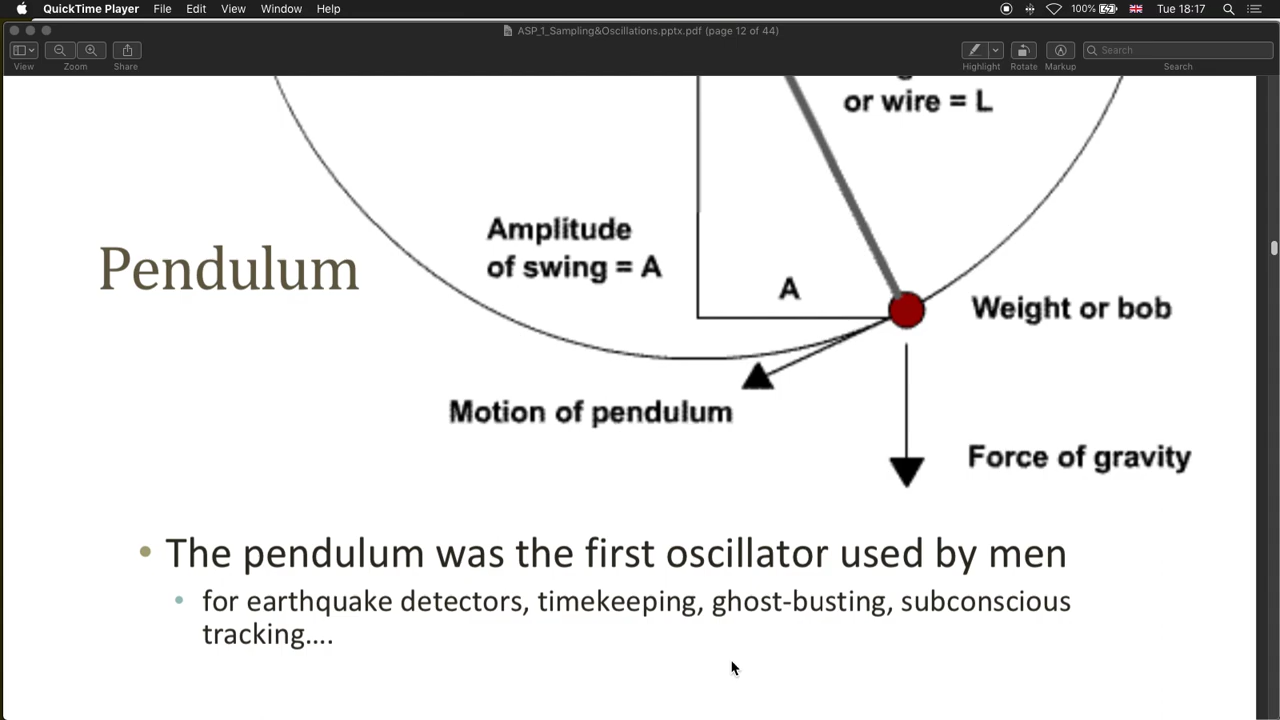 QuickTime Player File Edit View Window Help 100% Tue 18:17
ASP_1_Sampling&Oscillations.pptx.pdf (page 12 of 44)
View Zoom Share Highlight Rotate Markup Search
Search
or wire = L
Amplitude
of swing = A
Pendulum
A
Weight or bob
Motion of pendulum
Force of gravity
• The pendulum was the first oscillator used by men
• for earthquake detectors, timekeeping, ghost-busting, subconscious
tracking....